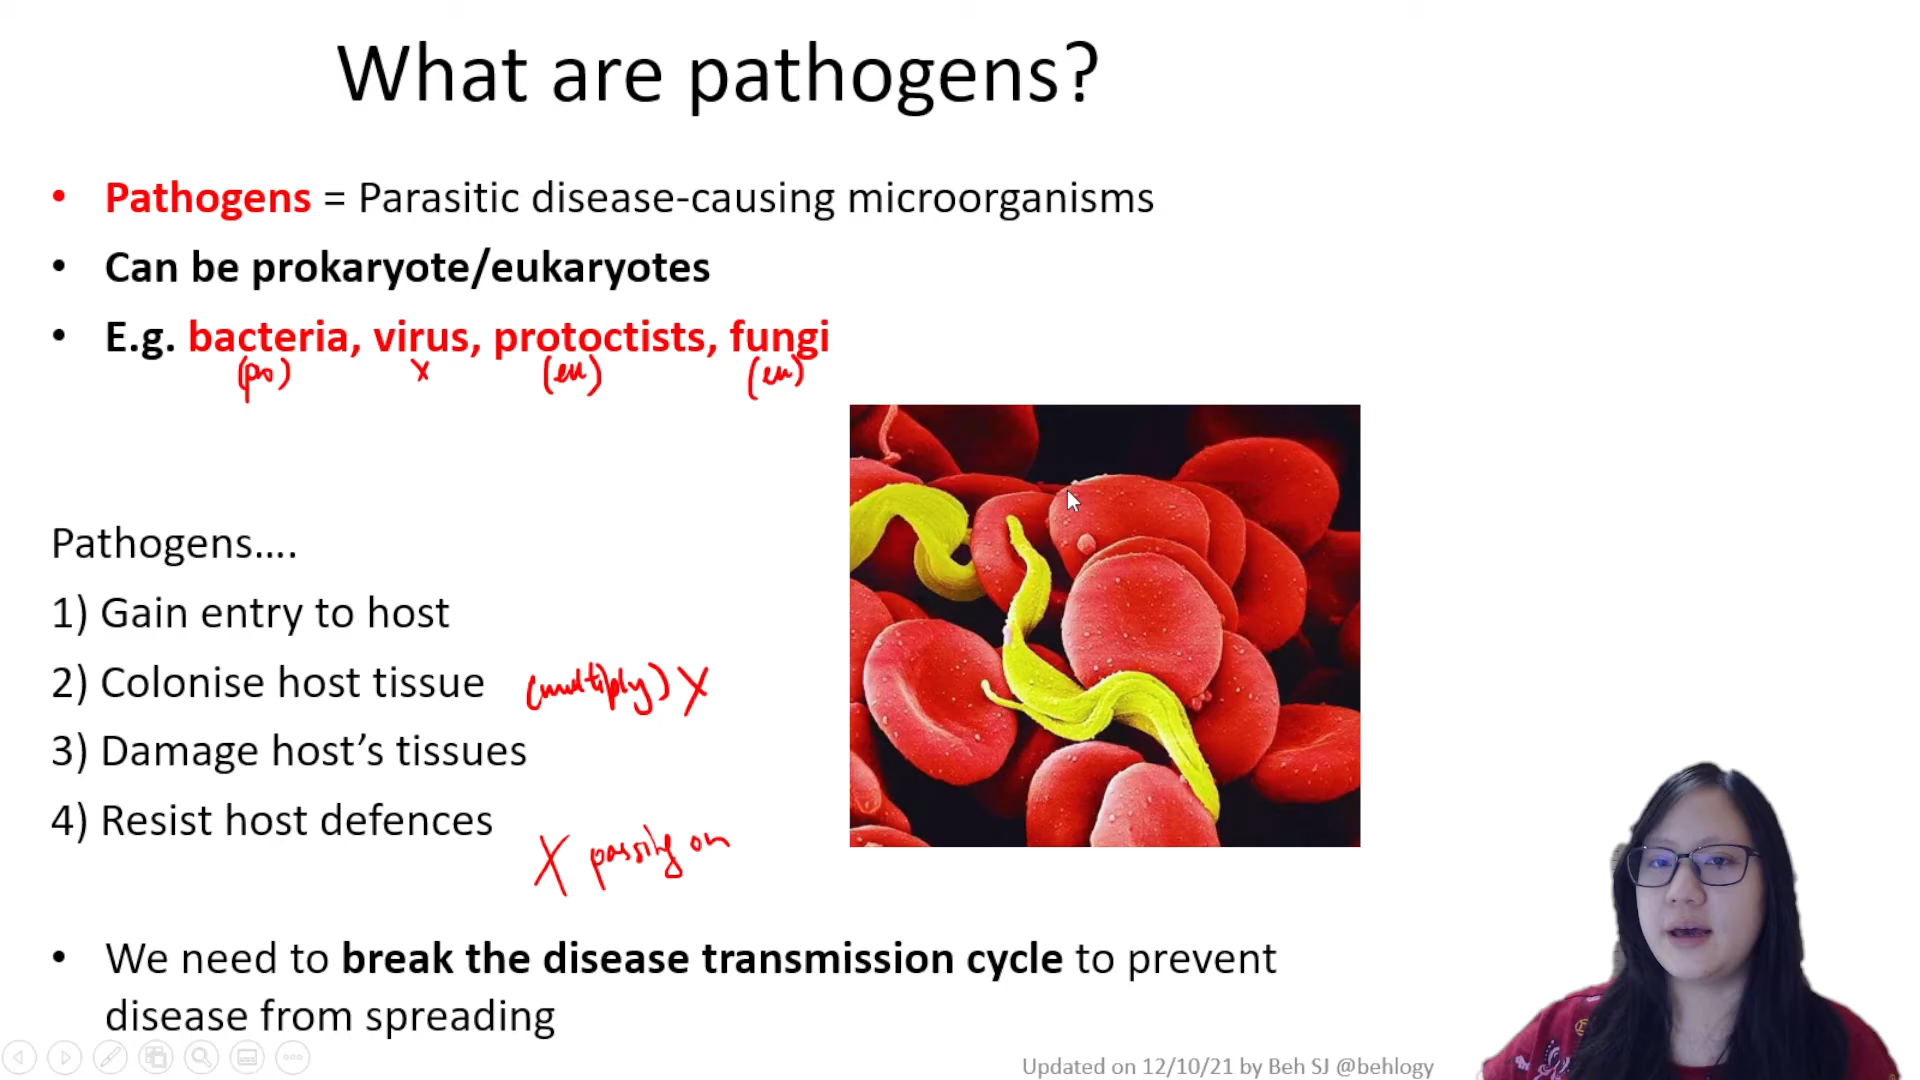 What are pathogens?
• Pathogens = Parasitic disease-causing microorganisms
• Can be prokaryote/eukaryotes
• E.g. bacteria, virus, protoctists, fungi
(pro) x (eu) (eu)
Pathogens....
1) Gain entry to host
2) Colonise host tissue (multiply) X
3) Damage host’s tissues
4) Resist host defences
X passing on
• We need to break the disease transmission cycle to prevent
disease from spreading
Updated on 12/10/21 by Beh SJ @behlogy